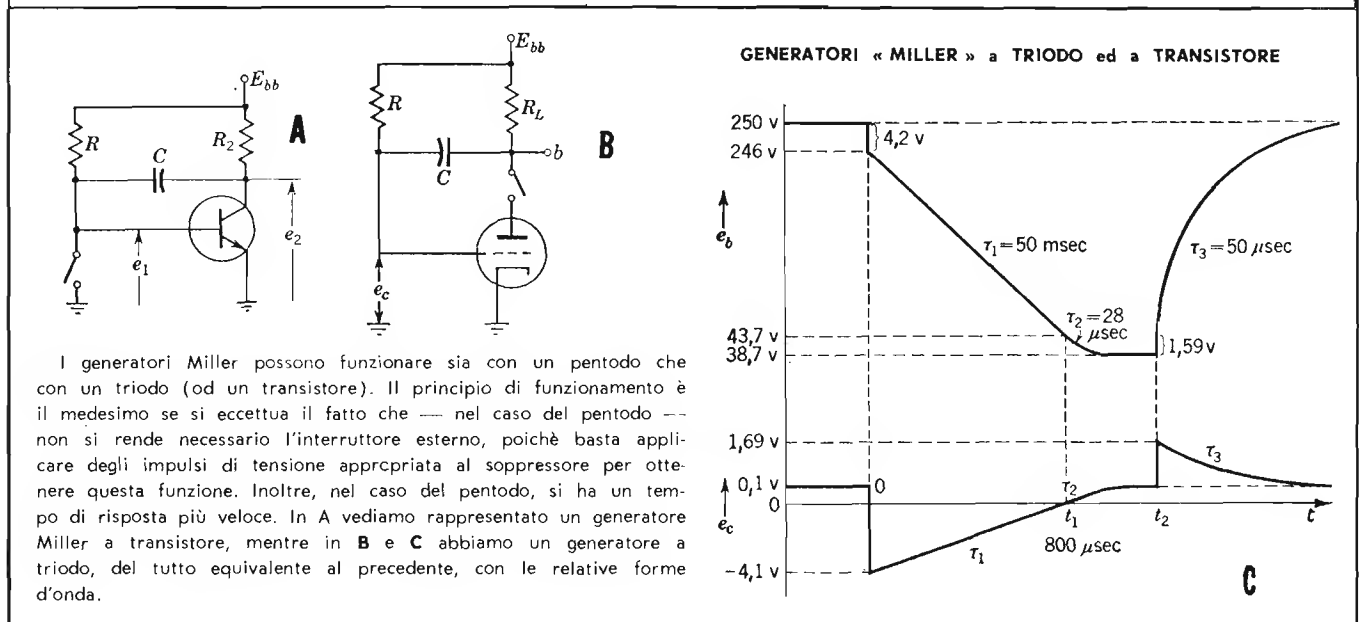 GENERATORI « MILLER » a TRIODO ed a TRANSISTORE
E_bb
R
R_2
C
A
e_1
e_2
E_bb
R
R_L
C
b
B
e_c
I generatori Miller possono funzionare sia con un pentodo che
con un triodo (od un transistore). Il principio di funzionamento è
il medesimo se si eccettua il fatto che — nel caso del pentodo —
non si rende necessario l'interruttore esterno, poichè basta appli-
care degli impulsi di tensione appropriata al soppressore per otte-
nere questa funzione. Inoltre, nel caso del pentodo, si ha un tem-
po di risposta più veloce. In A vediamo rappresentato un generatore
Miller a transistore, mentre in B e C abbiamo un generatore a
triodo, del tutto equivalente al precedente, con le relative forme
d'onda.
250 v
4,2 v
246 v
e_b
τ_1=50 msec
τ_3=50 μsec
τ_2=28
μsec
43,7 v
38,7 v
1,59 v
1,69 v
τ_3
0,1 v
0
τ_2
0
e_c
t_1
t_2
t
τ_1
800 μsec
−4,1 v
C